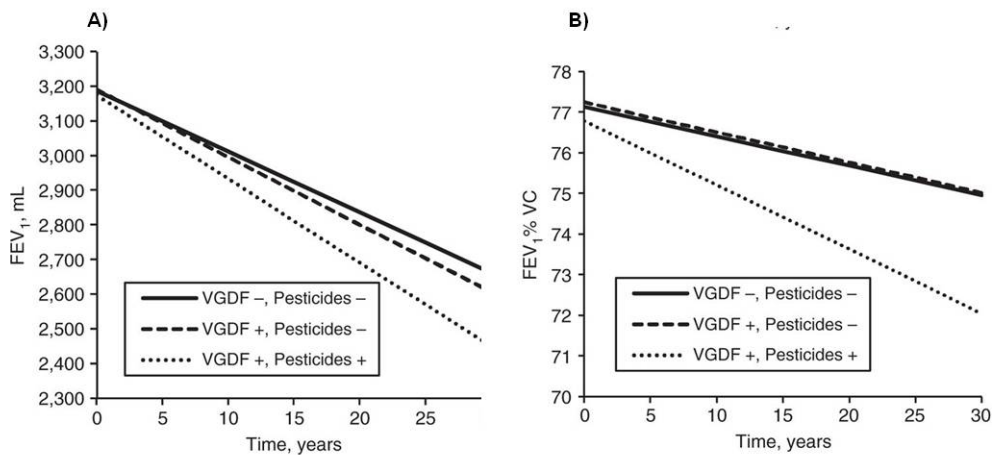 A)
3,300
3,200
3,100
3,000
2,900
2,800
2,700
2,600
2,500
2,400
2,300
FEV1, mL
VGDF –, Pesticides –
VGDF +, Pesticides –
VGDF +, Pesticides +
0 5 10 15 20 25
Time, years
B)
78
77
76
75
74
73
72
71
70
FEV1% VC
VGDF –, Pesticides –
VGDF +, Pesticides –
VGDF +, Pesticides +
0 5 10 15 20 25 30
Time, years